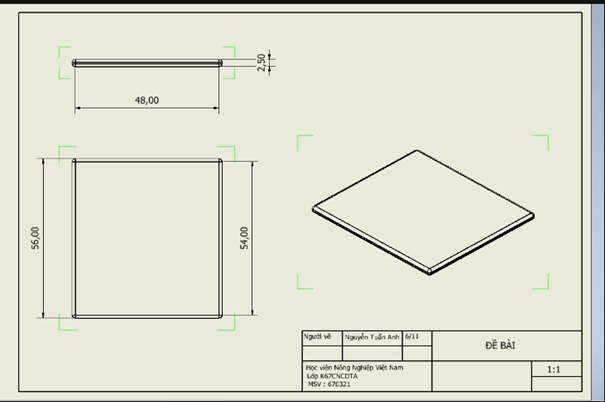 2,50
48,00
56,00
54,00
Người vẽ
Nguyễn Tuấn Anh
6/11
ĐỀ BÀI
Học viện Nông Nghiệp Việt Nam
Lớp K67CNCDTA
MSV : 670321
1:1